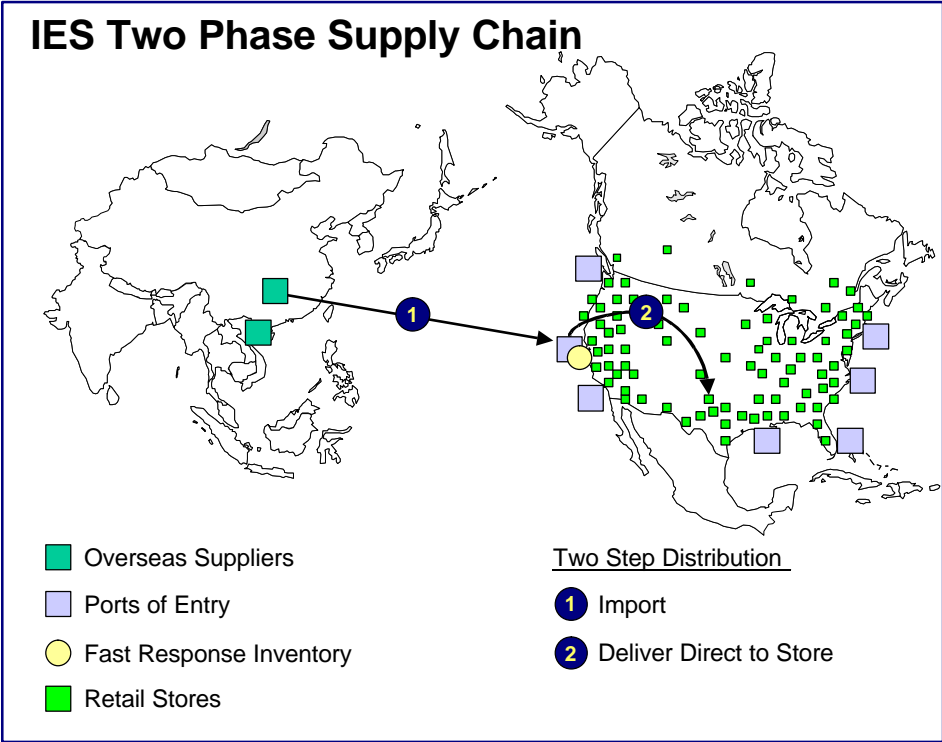 IES Two Phase Supply Chain
1
2
Overseas Suppliers
Ports of Entry
Fast Response Inventory
Retail Stores
Two Step Distribution
1 Import
2 Deliver Direct to Store